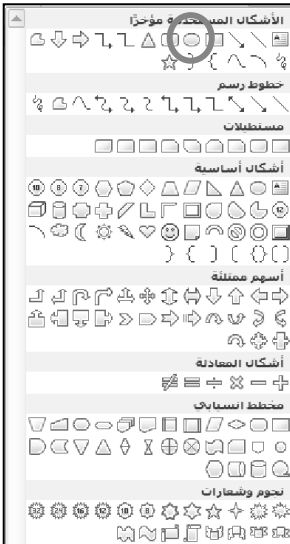 الأشكال المستخدمة مؤخرًا
خطوط رسم
مستطيلات
أشكال أساسية
أسهم ممتلئة
أشكال المعادلة
مخطط انسيابي
نجوم وشعارات